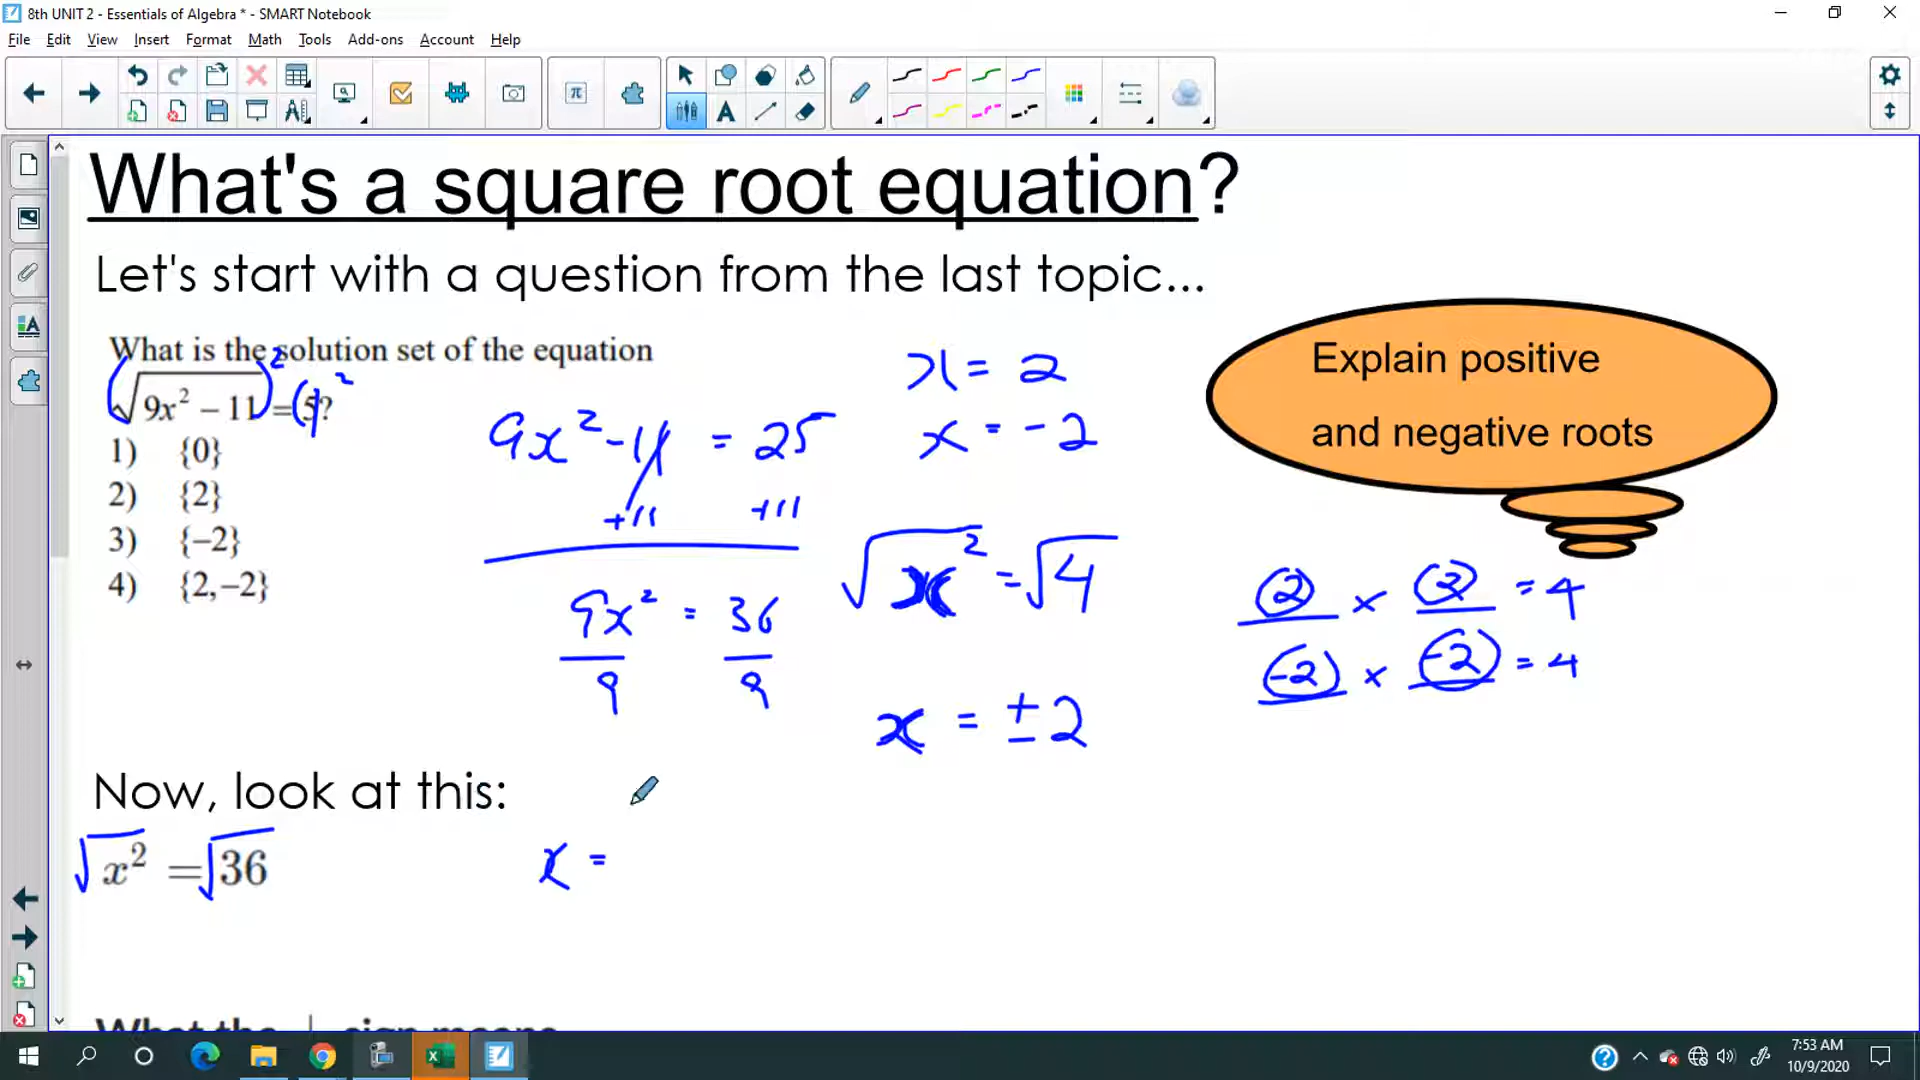 8th UNIT 2 - Essentials of Algebra * - SMART Notebook
File Edit View Insert Format Math Tools Add-ons Account Help
What's a square root equation?
Let's start with a question from the last topic...
What is the solution set of the equation
(√(9x² − 11))² = (5)²?
1) {0}
2) {2}
3) {−2}
4) {2,−2}
9x² - 11 = 25
+11 +11
9x² = 36
9 9
x = 2
x = -2
√x² = √4
x = ±2
Explain positive
and negative roots
(2) x (2) = 4
(-2) x (-2) = 4
Now, look at this:
√x² = √36
x =
7:53 AM
10/9/2020